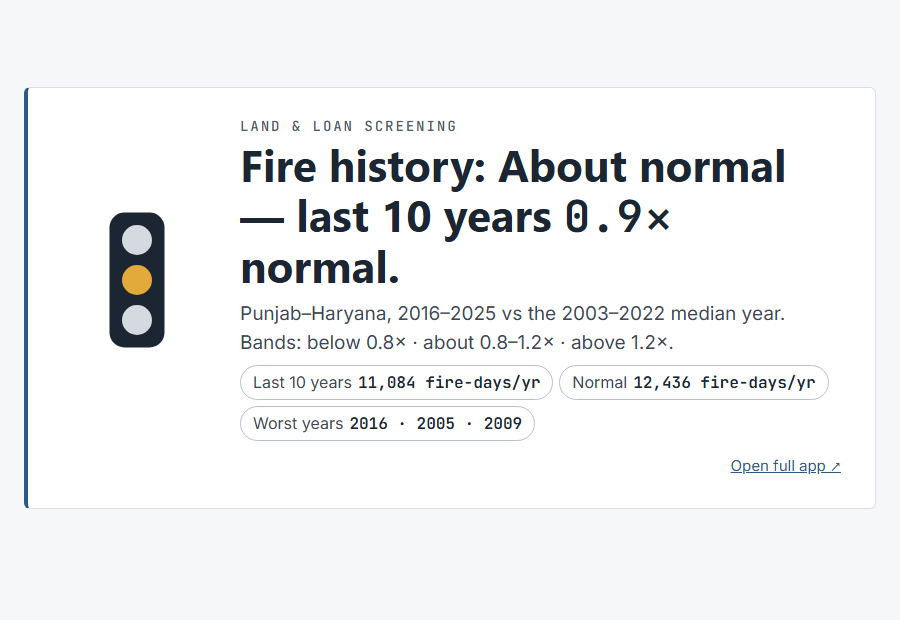 LAND & LOAN SCREENING
Fire history: About normal
— last 10 years 0.9×
normal.
Punjab–Haryana, 2016–2025 vs the 2003–2022 median year.
Bands: below 0.8× · about 0.8–1.2× · above 1.2×.
Last 10 years 11,084 fire-days/yr
Normal 12,436 fire-days/yr
Worst years 2016 · 2005 · 2009
Open full app ↗